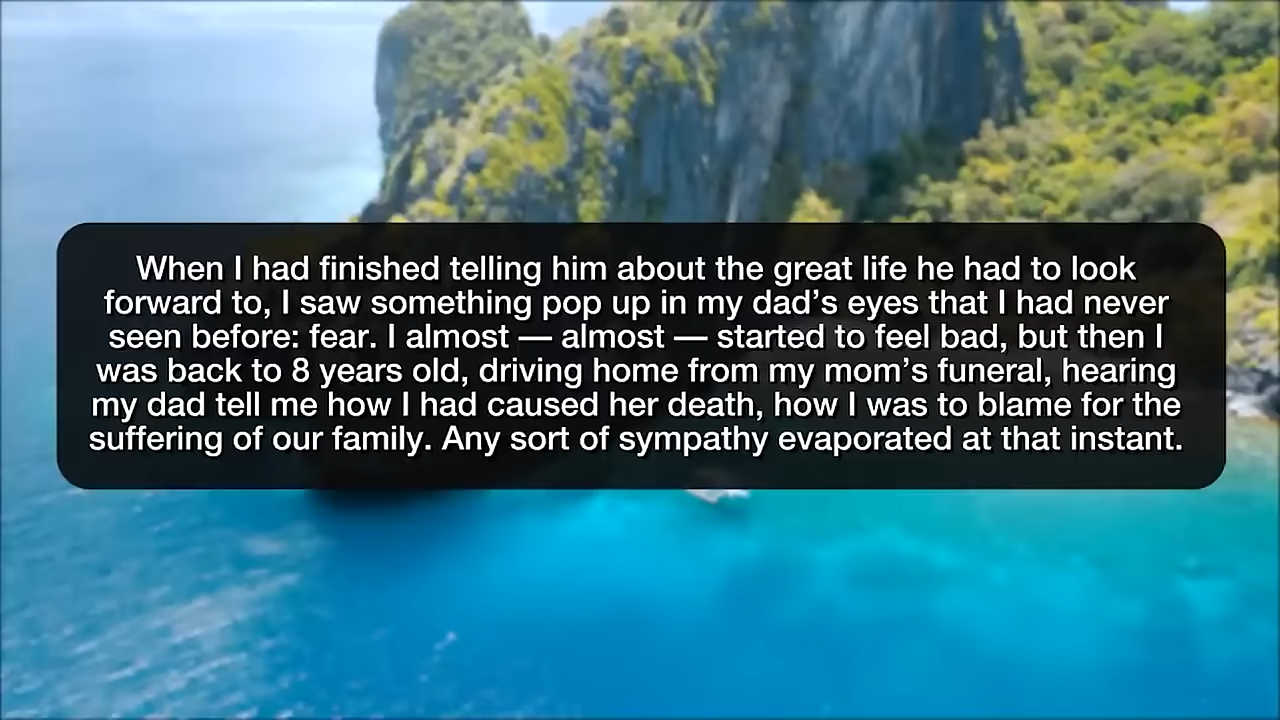 When I had finished telling him about the great life he had to look
forward to, I saw something pop up in my dad’s eyes that I had never
seen before: fear. I almost — almost — started to feel bad, but then I
was back to 8 years old, driving home from my mom’s funeral, hearing
my dad tell me how I had caused her death, how I was to blame for the
suffering of our family. Any sort of sympathy evaporated at that instant.